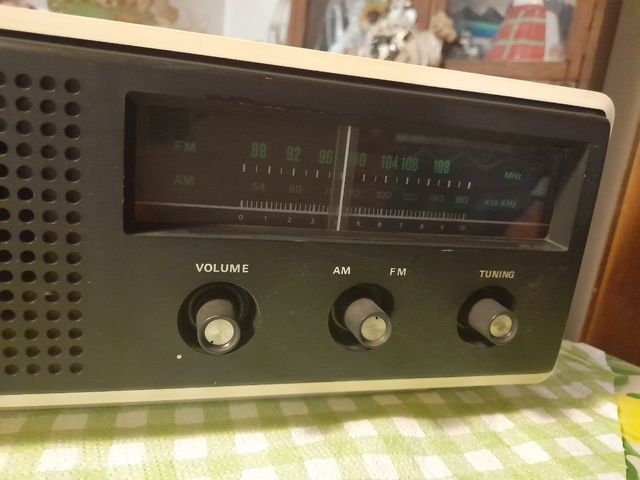 FM 88 92 96 100 104 106 108 MHz
AM 54 60 100 120 140 160 x10 KHz
0 1 2 3 5 6 7 8 9 10
VOLUME AM FM TUNING